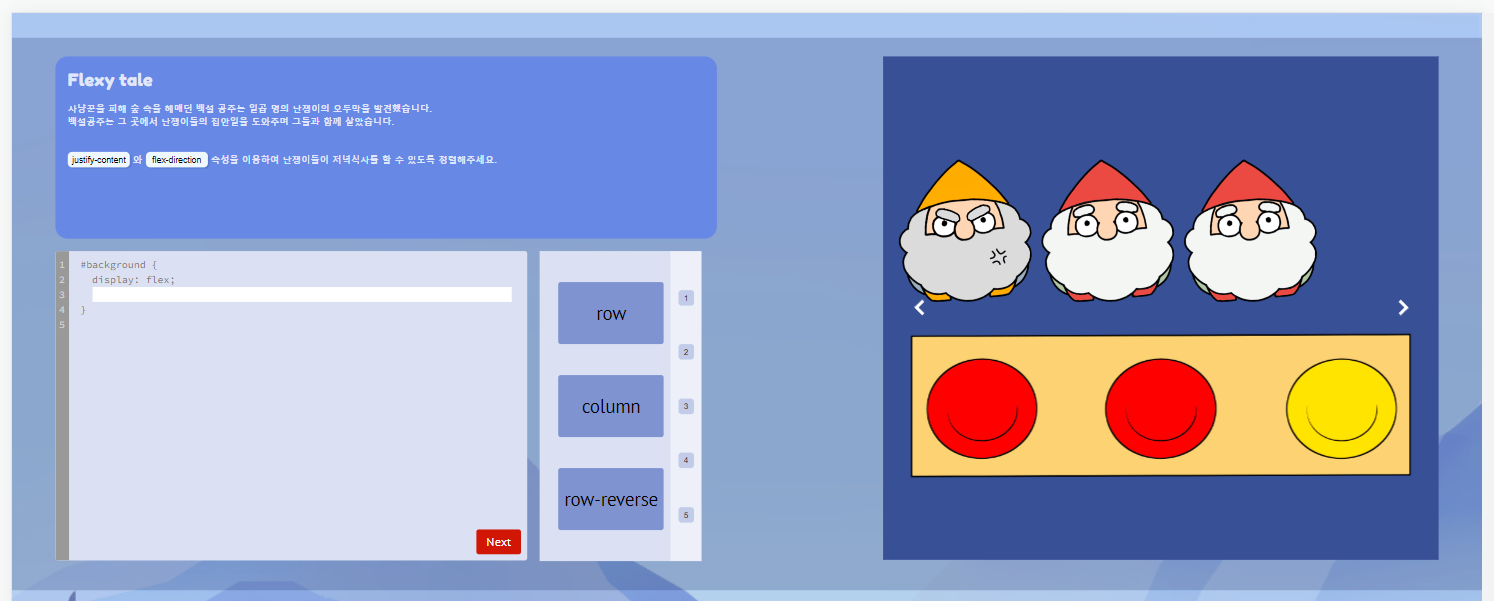 Flexy tale
사냥꾼을 피해 숲 속을 헤매던 백설 공주는 일곱 명의 난쟁이의 오두막을 발견했습니다.
백설공주는 그 곳에서 난쟁이들의 집안일을 도와주며 그들과 함께 살았습니다.
justify-content 와 flex-direction 속성을 이용하여 난쟁이들이 저녁식사를 할 수 있도록 정렬해주세요.
1 #background {
2 display: flex;
3
4 }
5
Next
row
column
row-reverse
1
2
3
4
5